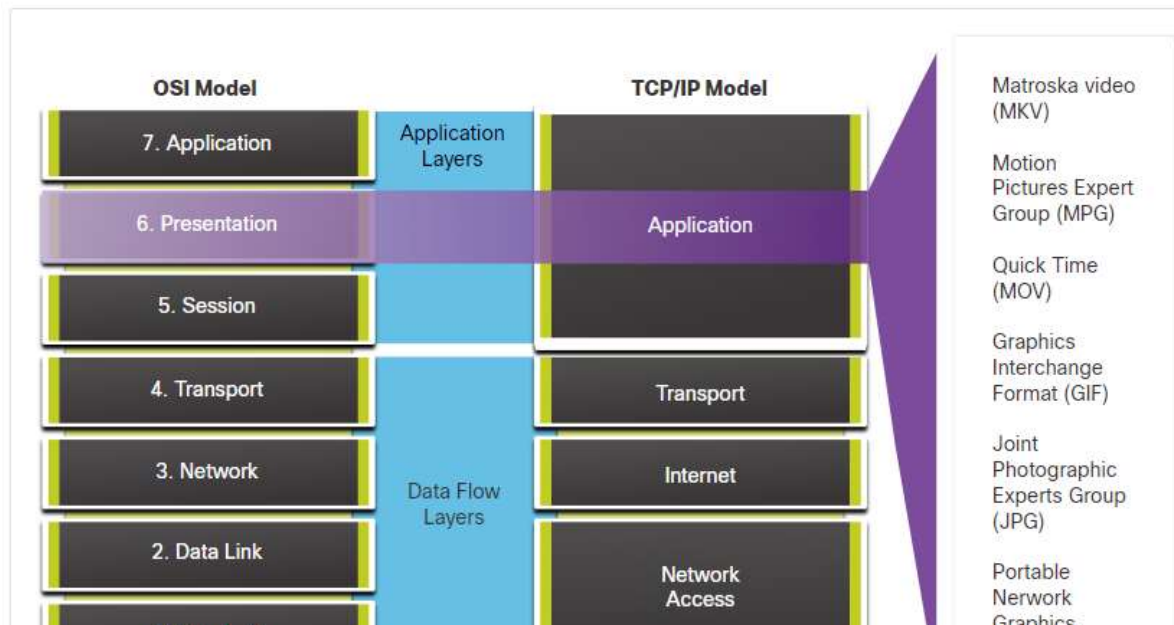 OSI Model
7. Application
6. Presentation
5. Session
4. Transport
3. Network
2. Data Link
Application
Layers
Data Flow
Layers
TCP/IP Model
Application
Transport
Internet
Network
Access
Matroska video
(MKV)
Motion
Pictures Expert
Group (MPG)
Quick Time
(MOV)
Graphics
Interchange
Format (GIF)
Joint
Photographic
Experts Group
(JPG)
Portable
Nerwork
Graphics